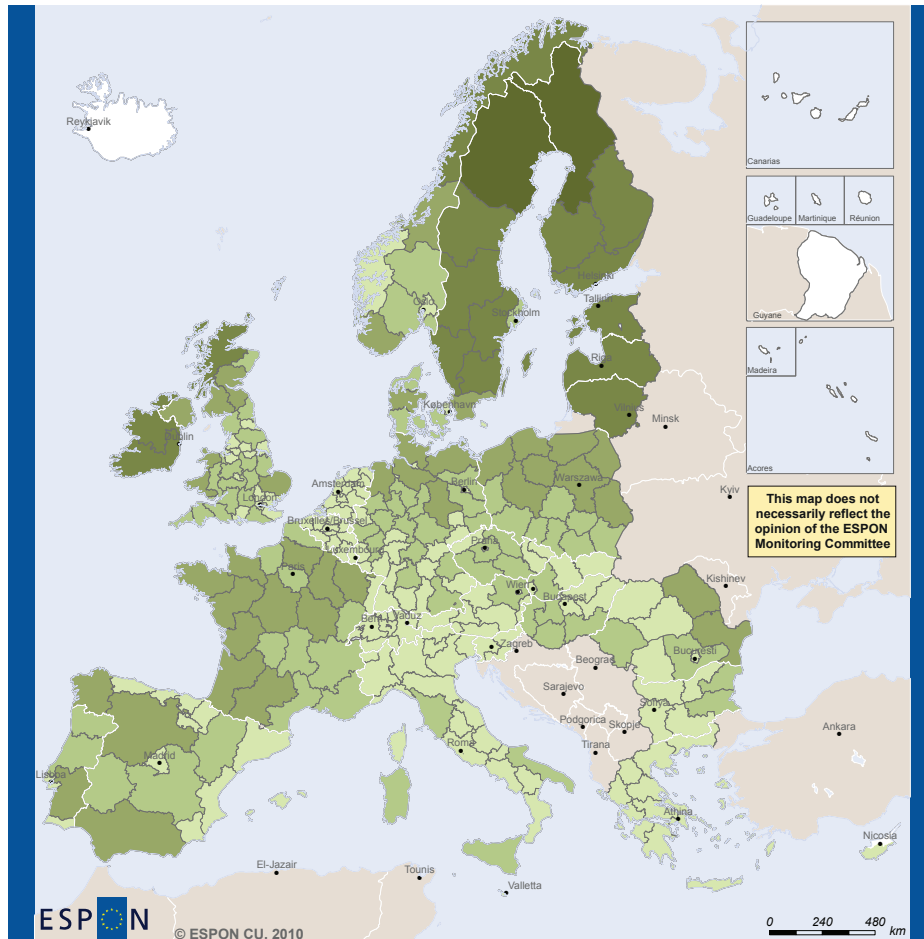 Reykjavik
Canarias
Guadeloupe
Martinique
Réunion
Guyane
Madeira
Acores
Oslo
Helsinki
Tallinn
Stockholm
Riga
Vilnius
Minsk
København
Dublin
London
Amsterdam
Berlin
Warszawa
Kyiv
Bruxelles/Brussel
Luxembourg
Praha
Paris
Wien
Budapest
Kishinev
Bern
Vaduz
Zagreb
Beograd
Bucuresti
Sarajevo
Podgorica
Skopje
Sofiya
Tirana
Ankara
Roma
Madrid
Lisboa
Athina
Nicosia
El-Jazair
Tounis
Valletta
This map does not
necessarily reflect the
opinion of the ESPON
Monitoring Committee
ESPON
© ESPON CU, 2010
0 240 480
km